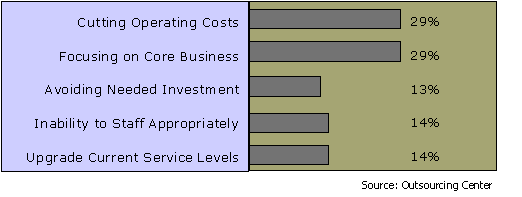 Cutting Operating Costs 29%
Focusing on Core Business 29%
Avoiding Needed Investment 13%
Inability to Staff Appropriately 14%
Upgrade Current Service Levels 14%
Source: Outsourcing Center